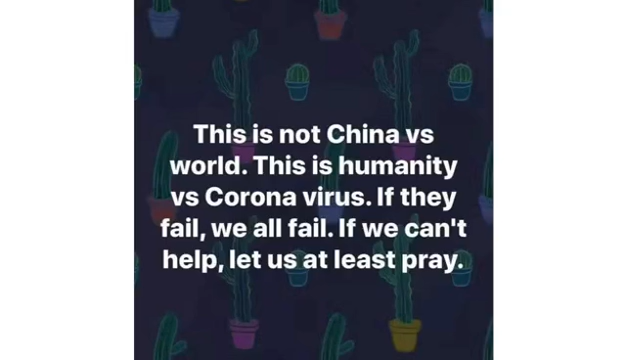 This is not China vs
world. This is humanity
vs Corona virus. If they
fail, we all fail. If we can't
help, let us at least pray.